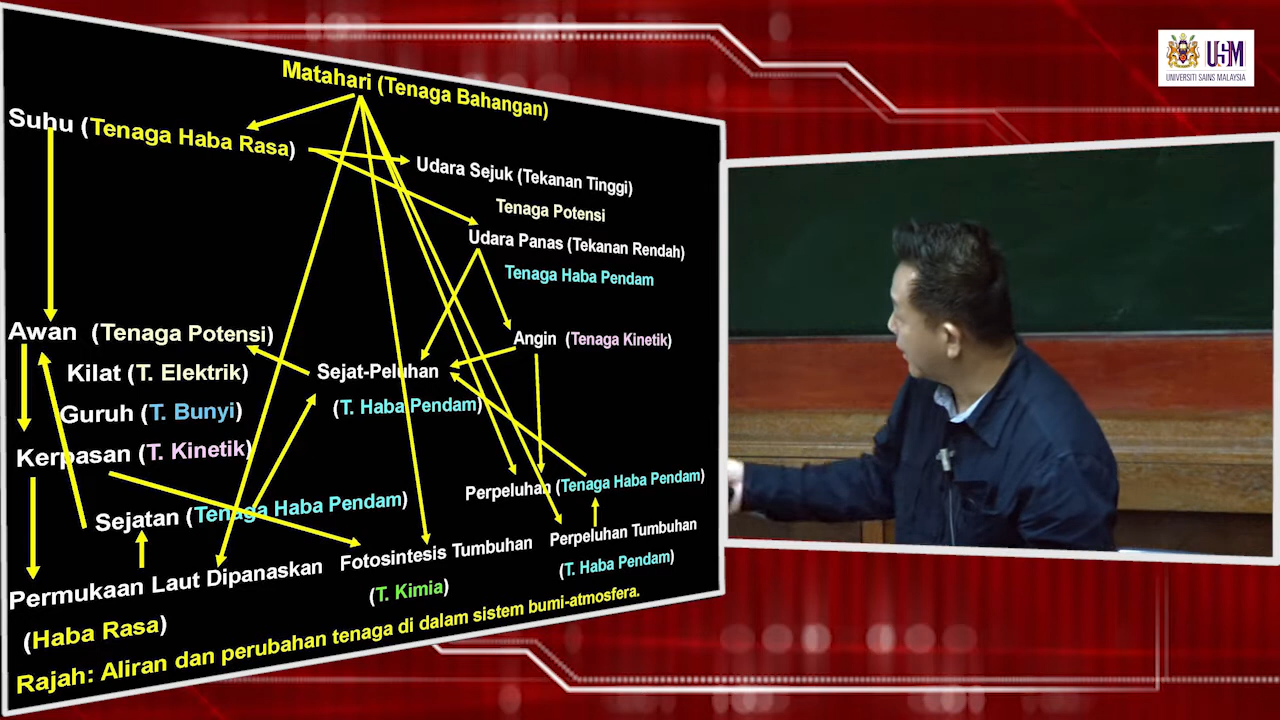 Matahari (Tenaga Bahangan)
Suhu (Tenaga Haba Rasa)
Udara Sejuk (Tekanan Tinggi)
Tenaga Potensi
Udara Panas (Tekanan Rendah)
Tenaga Haba Pendam
Awan (Tenaga Potensi)
Angin (Tenaga Kinetik)
Kilat (T. Elektrik)
Sejat-Peluhan
Guruh (T. Bunyi)
(T. Haba Pendam)
Kerpasan (T. Kinetik)
Perpeluhan (Tenaga Haba Pendam)
Sejatan (Tenaga Haba Pendam)
Perpeluhan Tumbuhan
(T. Haba Pendam)
Fotosintesis Tumbuhan
(T. Kimia)
Permukaan Laut Dipanaskan
(Haba Rasa)
Rajah: Aliran dan perubahan tenaga di dalam sistem bumi-atmosfera.
USM
UNIVERSITI SAINS MALAYSIA